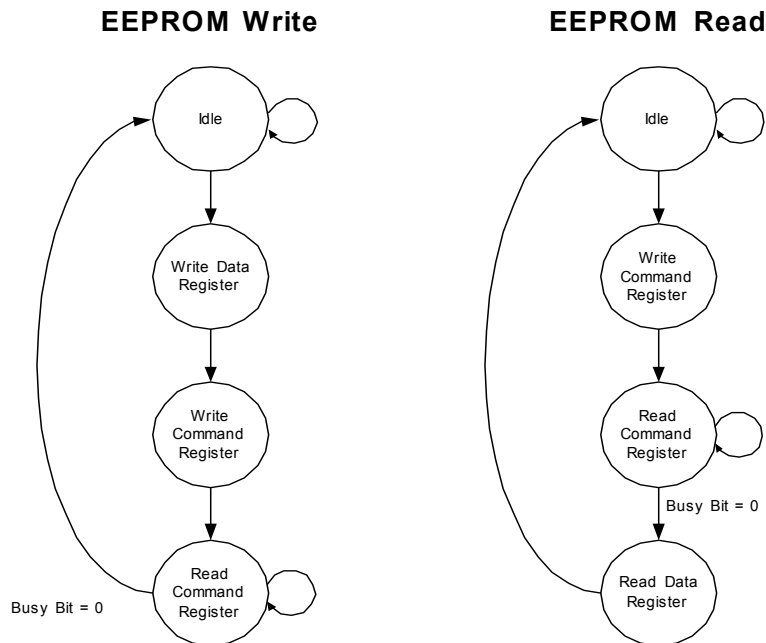 EEPROM Write
Idle
Write Data
Register
Write
Command
Register
Read
Command
Register
Busy Bit = 0
EEPROM Read
Idle
Write
Command
Register
Read
Command
Register
Busy Bit = 0
Read Data
Register